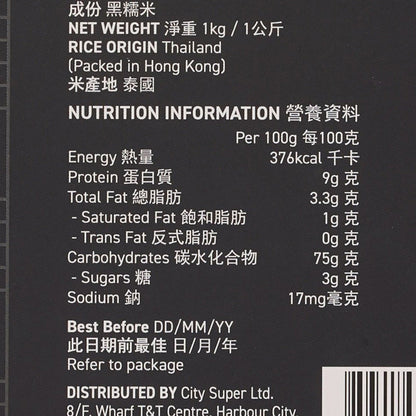 成份 黑糯米
NET WEIGHT 淨重 1kg / 1公斤
RICE ORIGIN Thailand
(Packed in Hong Kong)
米產地 泰國
NUTRITION INFORMATION 營養資料
Per 100g 每100克
Energy 熱量 376kcal 千卡
Protein 蛋白質 9g 克
Total Fat 總脂肪 3.3g 克
- Saturated Fat 飽和脂肪 1g 克
- Trans Fat 反式脂肪 0g 克
Carbohydrates 碳水化合物 75g 克
- Sugars 糖 3g 克
Sodium 鈉 17mg毫克
Best Before DD/MM/YY
此日期前最佳 日/月/年
Refer to package
DISTRIBUTED BY City Super Ltd.
8/F, Wharf T&T Centre, Harbour City,